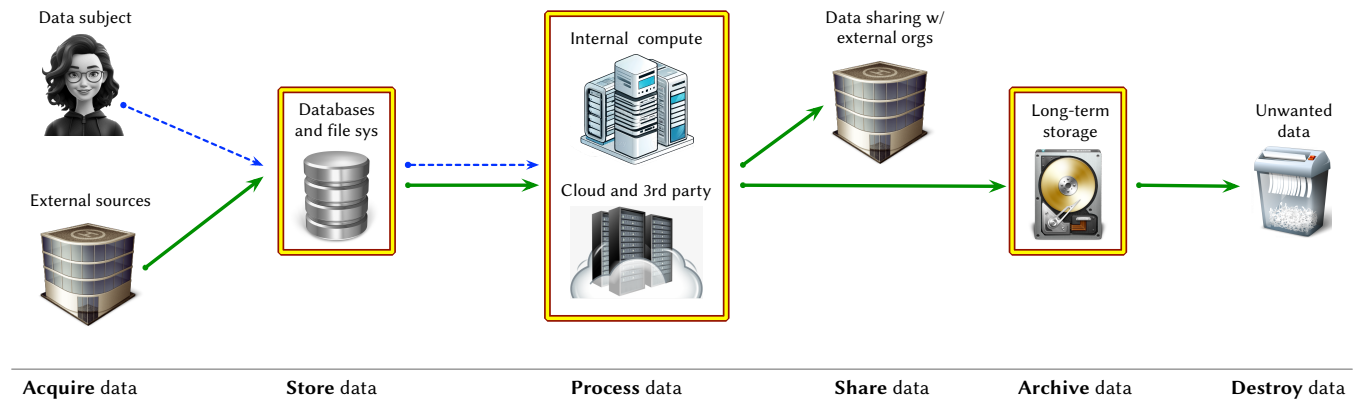 Data subject
External sources
Databases
and file sys
Internal compute
Cloud and 3rd party
Data sharing w/
external orgs
Long-term
storage
Unwanted
data
Acquire data
Store data
Process data
Share data
Archive data
Destroy data